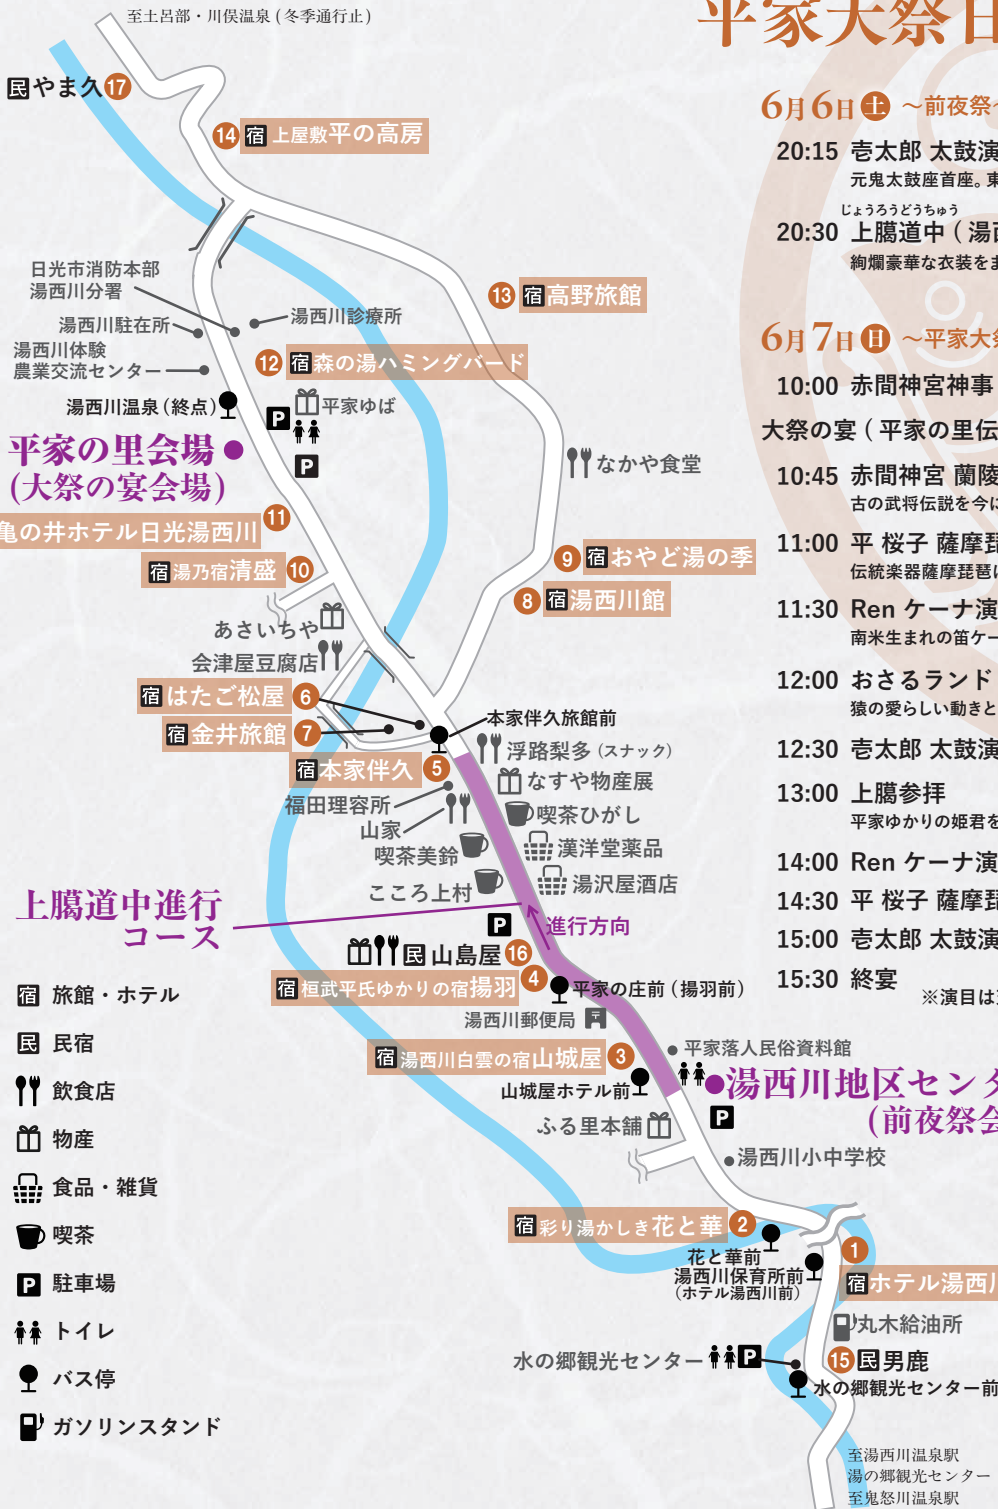 至土呂部・川俣温泉(冬季通行止)
民やま久17
14 宿 上屋敷平の高房
日光市消防本部
湯西川分署
湯西川駐在所
湯西川診療所
湯西川体験
農業交流センター
13 宿高野旅館
12 宿森の湯ハミングバード
湯西川温泉(終点)
P
平家ゆば
P
平家の里会場
(大祭の宴会場)
なかや食堂
亀の井ホテル日光湯西川 11
宿湯乃宿清盛 10
9 宿おやど湯の季
8 宿湯西川館
あさいちや
会津屋豆腐店
宿はたご松屋 6
宿金井旅館 7
本家伴久旅館前
宿本家伴久 5
浮路梨多(スナック)
なすや物産展
福田理容所
山家
喫茶ひがし
喫茶美鈴
漢洋堂薬品
こころ上村
湯沢屋酒店
上臈道中進行
コース
P
進行方向
民 山島屋 16
宿桓武平氏ゆかりの宿揚羽 4
平家の庄前(揚羽前)
湯西川郵便局 〒
宿湯西川白雲の宿山城屋 3
平家落人民俗資料館
山城屋ホテル前
湯西川地区センタ
(前夜祭会
P
ふる里本舗
湯西川小中学校
宿彩り湯かしき花と華 2
花と華前
湯西川保育所前
(ホテル湯西川前)
1
宿ホテル湯西川
丸木給油所
水の郷観光センター P
15 民男鹿
水の郷観光センター前
至湯西川温泉駅
湯の郷観光センター
至鬼怒川温泉駅
宿 旅館・ホテル
民 民宿
飲食店
物産
食品・雑貨
喫茶
P 駐車場
トイレ
バス停
ガソリンスタンド
平家大祭日
6月6日土 ～前夜祭～
20:15 壱太郎 太鼓演
元鬼太鼓座首座。東
じょうろうどうちゅう
20:30 上臈道中(湯西
絢爛豪華な衣装をま
6月7日日 ～平家大祭
10:00 赤間神宮神事
大祭の宴(平家の里伝
10:45 赤間神宮 蘭陵
古の武将伝説を今に
11:00 平 桜子 薩摩琵
伝統楽器薩摩琵琶に
11:30 Ren ケーナ演
南米生まれの笛ケー
12:00 おさるランド
猿の愛らしい動きと
12:30 壱太郎 太鼓演
13:00 上臈参拝
平家ゆかりの姫君を
14:00 Ren ケーナ演
14:30 平 桜子 薩摩琵
15:00 壱太郎 太鼓演
15:30 終宴
※演目は